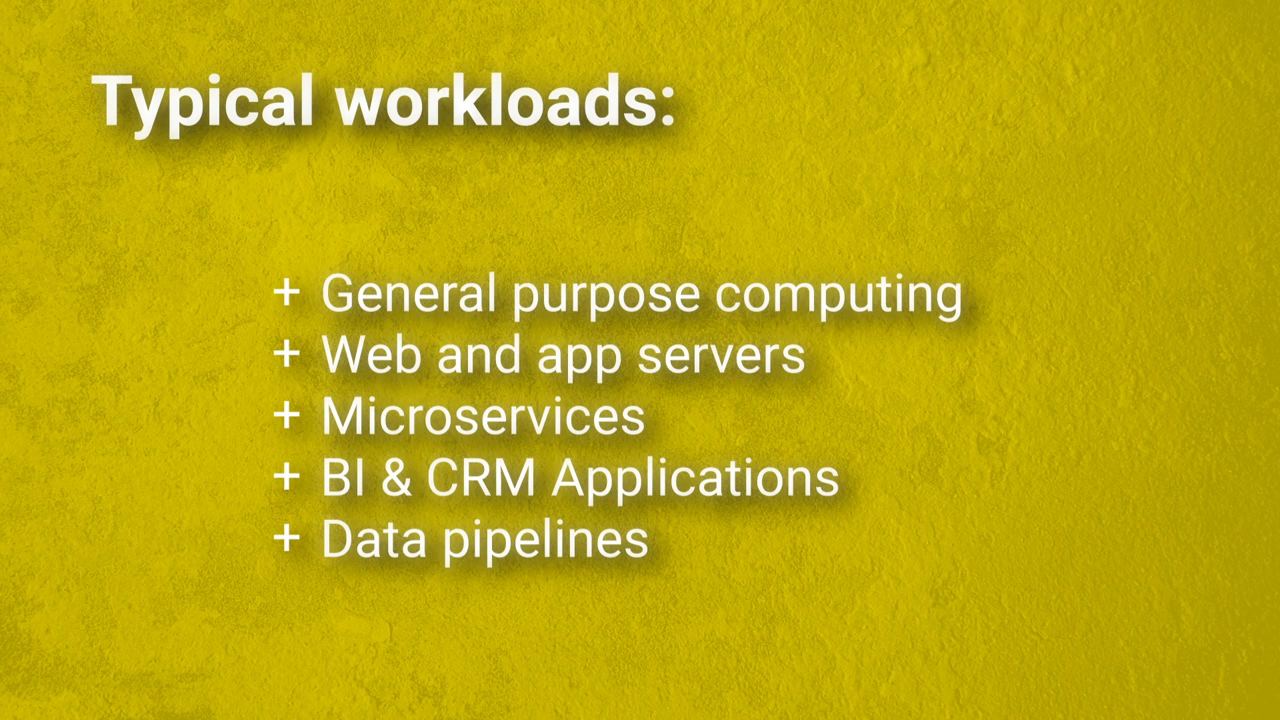 Typical workloads:
+ General purpose computing
+ Web and app servers
+ Microservices
+ BI & CRM Applications
+ Data pipelines